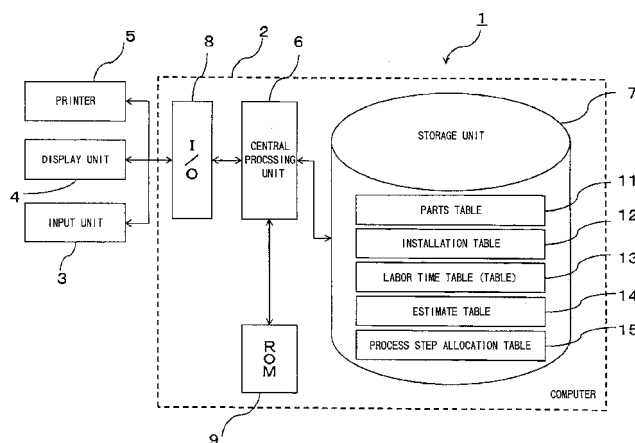 1
5
8
2
6
7
PRINTER
DISPLAY UNIT
4
INPUT UNIT
3
I/O
CENTRAL
PROCSSING
UNIT
ROM
9
STORAGE UNIT
PARTS TABLE
11
INSTALLATION TABLE
12
LABOR TIME TABLE (TABLE)
13
ESTIMATE TABLE
14
PROCESS STEP ALLOCATION TABLE
15
COMPUTER